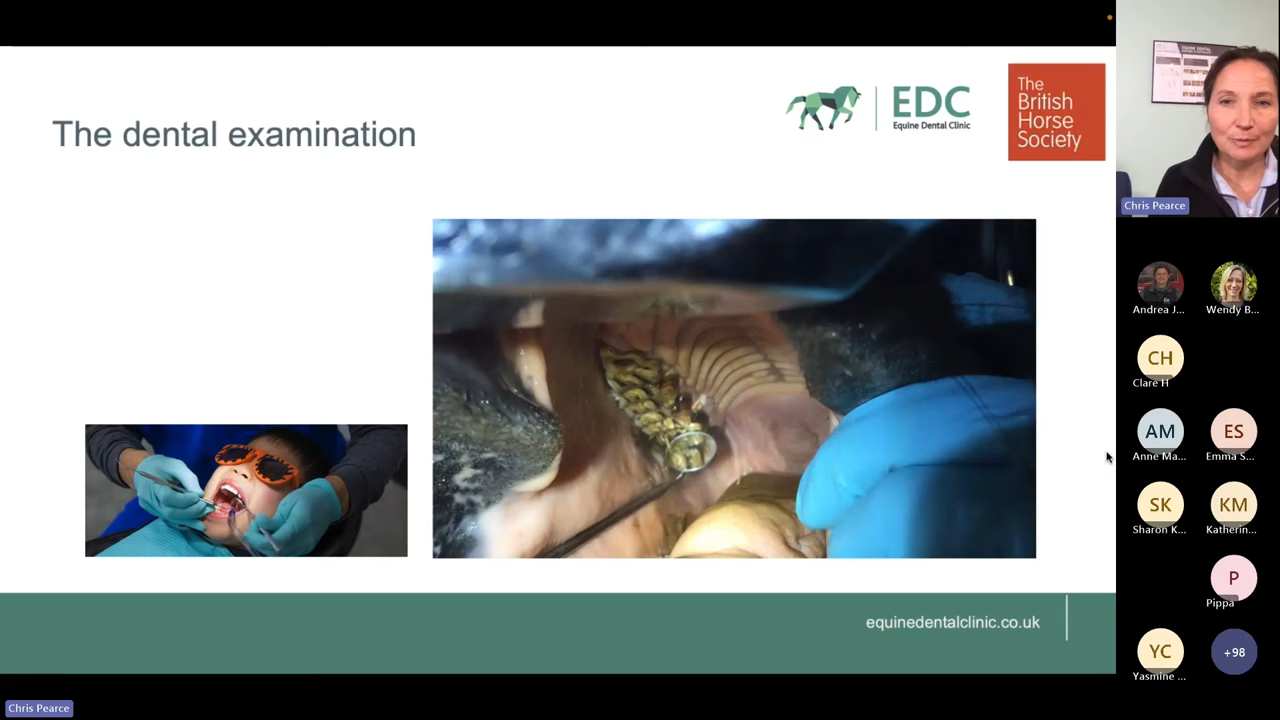 The dental examination
EDC
Equine Dental Clinic
The
British
Horse
Society
equinedentalclinic.co.uk
Chris Pearce
Chris Pearce
Andrea J...
Wendy B...
CH
Clare H
AM
Anne Ma...
ES
Emma S...
SK
Sharon K...
KM
Katherin...
P
Pippa
YC
Yasmine ...
+98